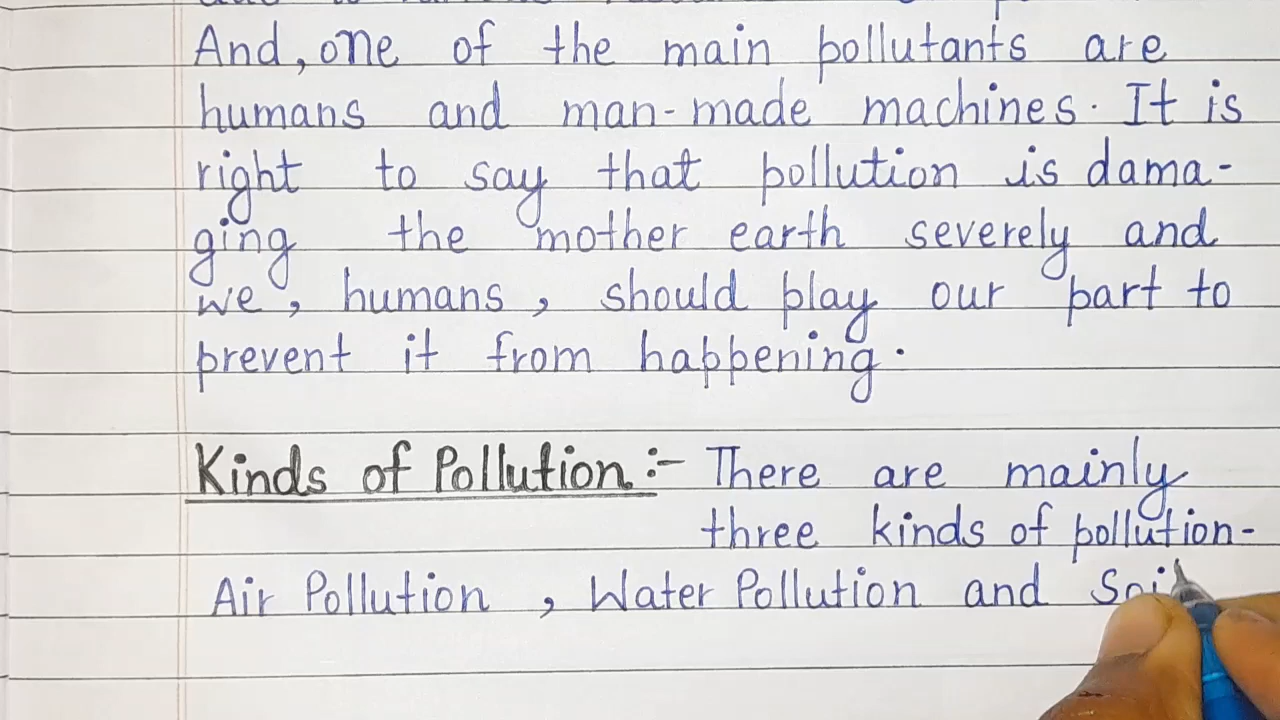 And, one of the main pollutants are
humans and man-made machines. It is
right to say that pollution is dama-
ging the mother earth severely and
we, humans, should play our part to
prevent it from happening.
Kinds of Pollution:- There are mainly
three kinds of pollution-
Air Pollution, Water Pollution and Soi